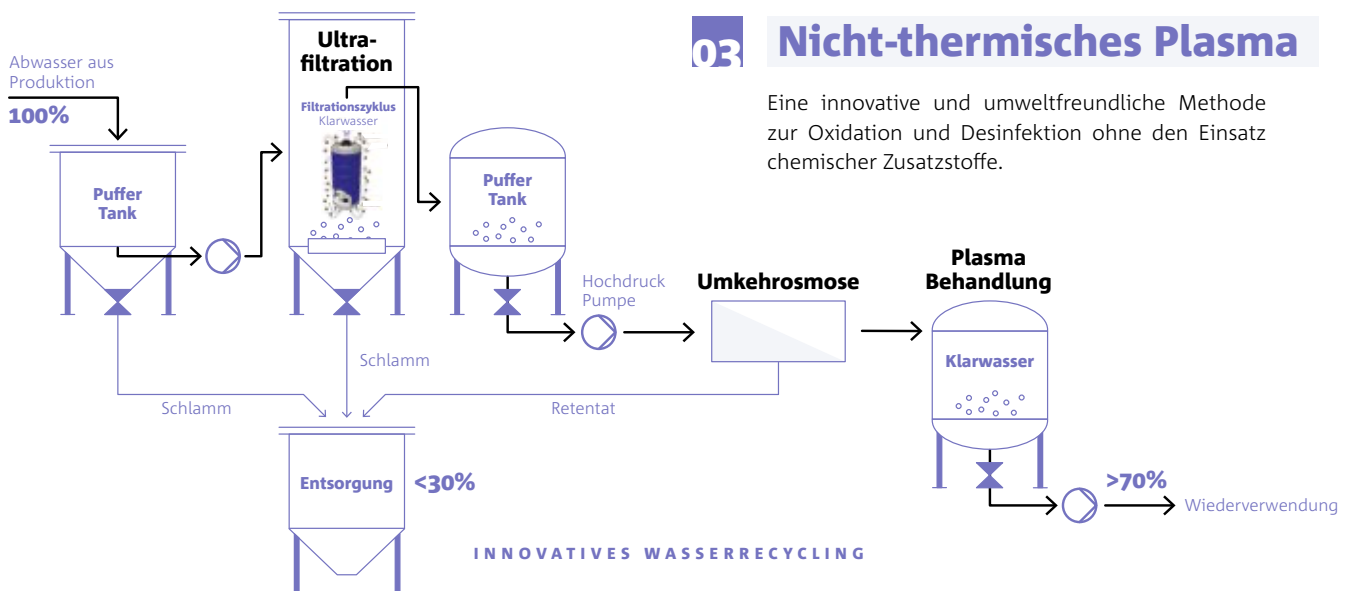 03
Nicht-thermisches Plasma
Eine innovative und umweltfreundliche Methode
zur Oxidation und Desinfektion ohne den Einsatz
chemischer Zusatzstoffe.
Abwasser aus
Produktion
100%
Puffer
Tank
Ultra-
filtration
Filtrationszyklus
Klarwasser
Puffer
Tank
Hochdruck
Pumpe
Umkehrosmose
Plasma
Behandlung
Klarwasser
Schlamm
Schlamm
Retentat
Entsorgung
<30%
>70%
Wiederverwendung
INNOVATIVES WASSERRECYCLING